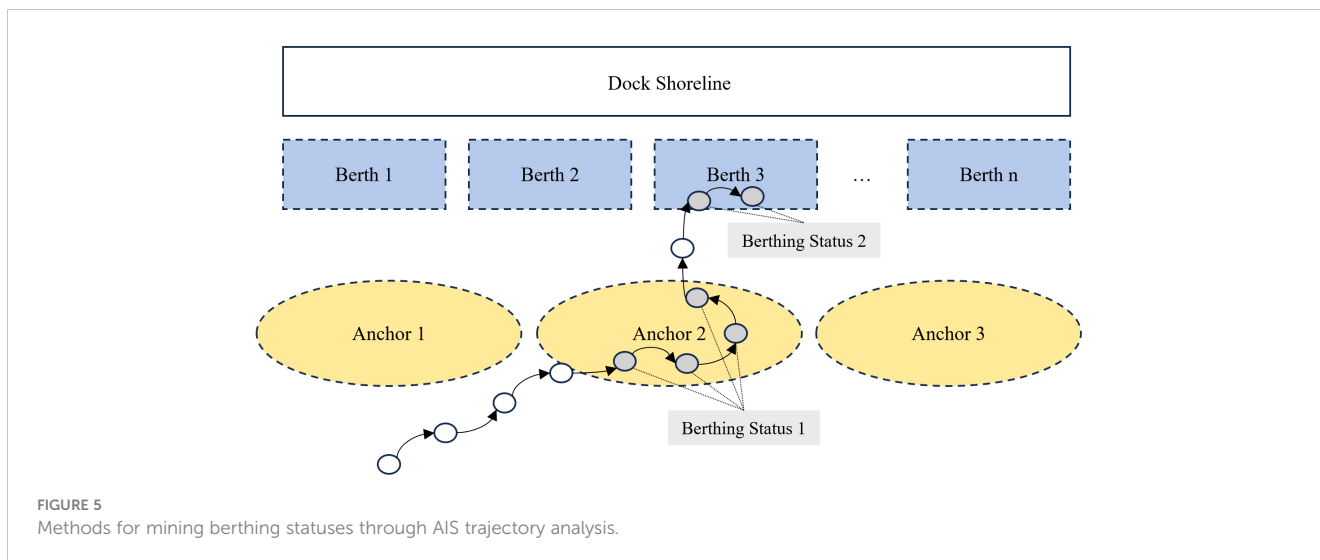 Dock Shoreline
Berth 1
Berth 2
Berth 3
…
Berth n
Berthing Status 2
Anchor 1
Anchor 2
Anchor 3
Berthing Status 1
FIGURE 5
Methods for mining berthing statuses through AIS trajectory analysis.